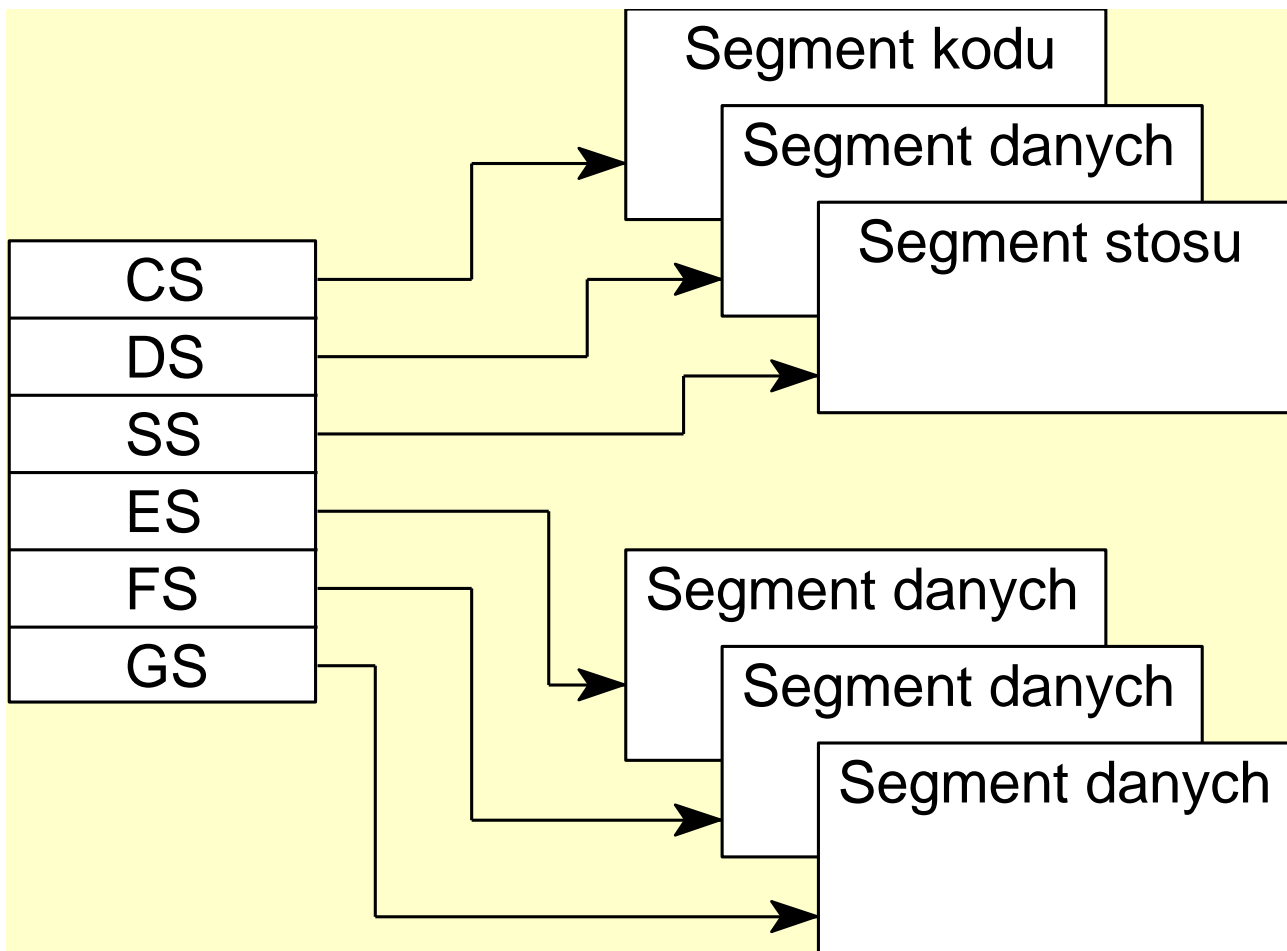 Segment kodu
Segment danych
Segment stosu
CS
DS
SS
ES
FS
GS
Segment danych
Segment danych
Segment danych